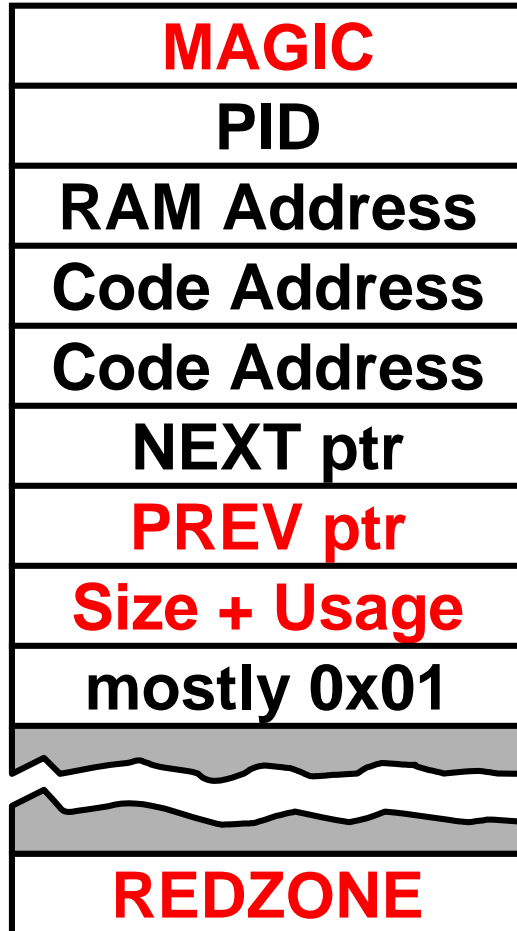 MAGIC
PID
RAM Address
Code Address
Code Address
NEXT ptr
PREV ptr
Size + Usage
mostly 0x01
REDZONE